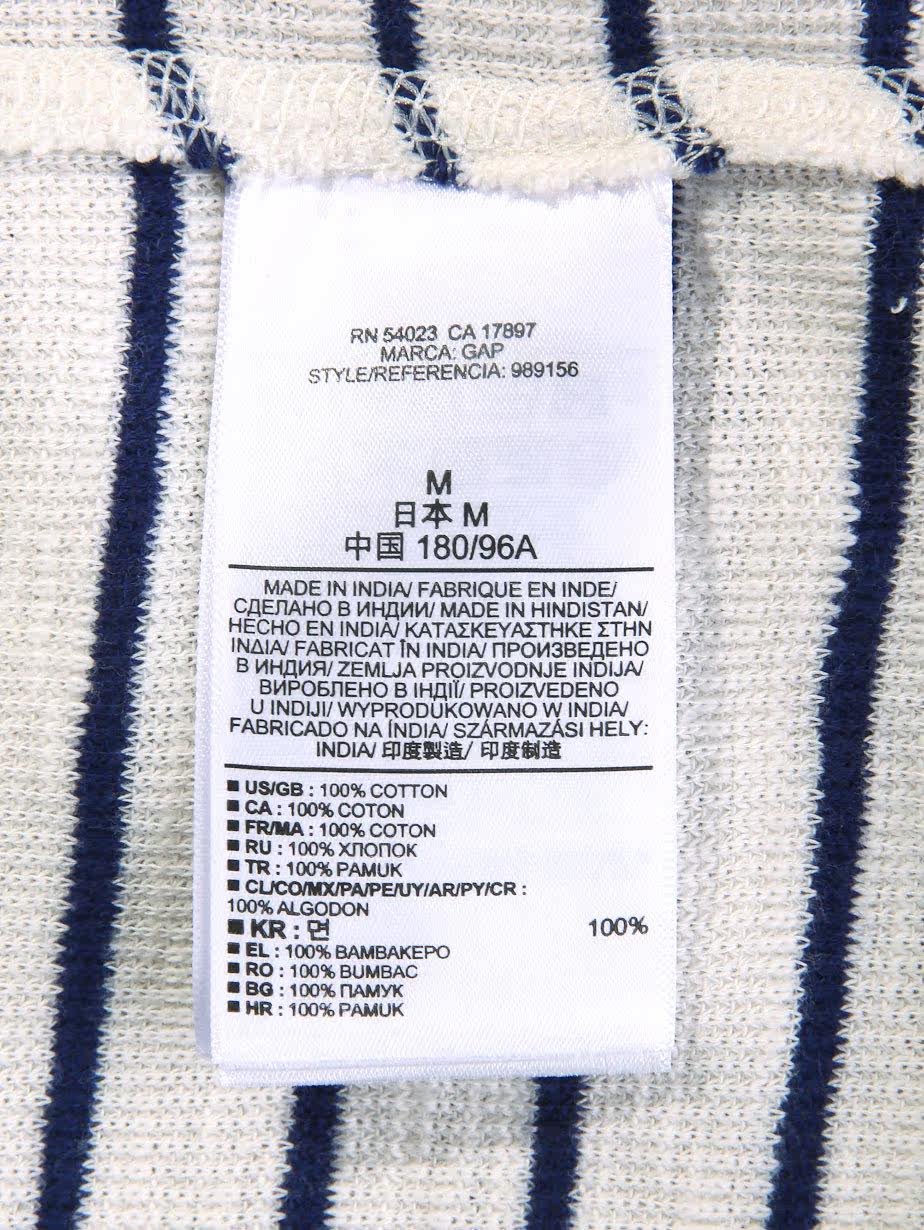 RN 54023 CA 17897
MARCA: GAP
STYLE/REFERENCIA: 989156
M
日本 M
中国 180/96A
MADE IN INDIA/ FABRIQUE EN INDE/
СДЕЛАНО В ИНДИИ/ MADE IN HINDISTAN/
HECHO EN INDIA/ ΚΑΤΑΣΚΕΥΑΣΤΗΚΕ ΣΤΗΝ
ΙΝΔΙΑ/ FABRICAT ÎN INDIA/ ПРОИЗВЕДЕНО
В ИНДИЯ/ ZEMLJA PROIZVODNJE INDIJA/
ВИРОБЛЕНО В ІНДІЇ/ PROIZVEDENO
U INDIJI/ WYPRODUKOWANO W INDIA/
FABRICADO NA ÍNDIA/ SZÁRMAZÁSI HELY:
INDIA/ 印度製造/ 印度制造
■ US/GB : 100% COTTON
■ CA : 100% COTON
■ FR/MA : 100% COTON
■ RU : 100% ХЛОПОК
■ TR : 100% PAMUK
■ CL/CO/MX/PA/PE/UY/AR/PY/CR :
100% ALGODON
■ KR : 면 100%
■ EL : 100% ΒΑΜΒΑΚΕΡΟ
■ RO : 100% BUMBAC
■ BG : 100% ПАМУК
■ HR : 100% PAMUK